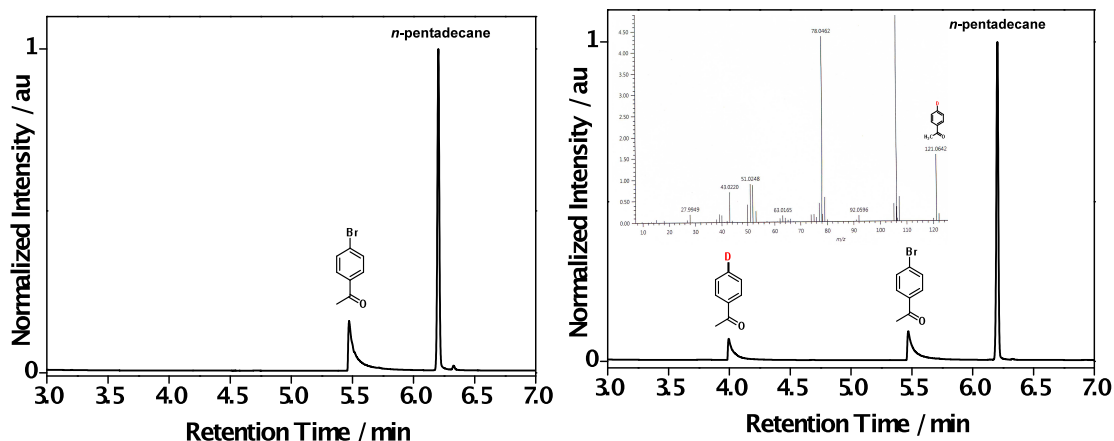 n-pentadecane
1
Br
O
0
3.0 3.5 4.0 4.5 5.0 5.5 6.0 6.5 7.0
Normalized Intensity / au
Retention Time / min
n-pentadecane
1
4.50
4.00
3.50
3.00
2.50
2.00
1.50
1.00
0.50
0.00
78.0462
D
H₃C
O
121.0642
43.0220
51.0248
27.9949
63.0165
92.0596
10 20 30 40 50 60 70 80 90 100 110 120
m/z
D
O
Br
O
0
3.0 3.5 4.0 4.5 5.0 5.5 6.0 6.5 7.0
Normalized Intensity / au
Retention Time / min